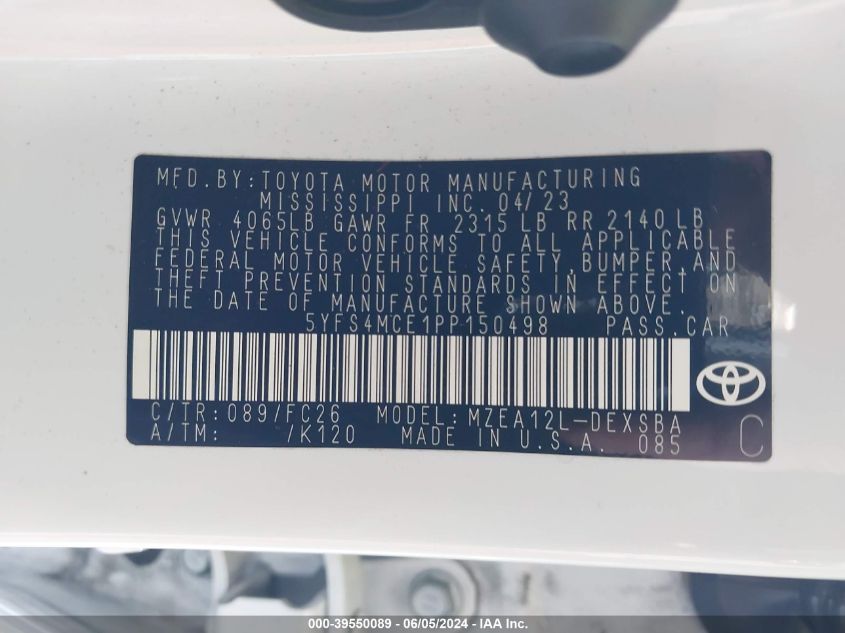 MFD.BY:TOYOTA MOTOR MANUFACTURING
MISSISSIPPI INC. 04/23
GVWR 4065LB GAWR FR 2315 LB RR 2140 LB
THIS VEHICLE CONFORMS TO ALL APPLICABLE
FEDERAL MOTOR VEHICLE SAFETY,BUMPER,AND
THEFT PREVENTION STANDARDS IN EFFECT ON
THE DATE OF MANUFACTURE SHOWN ABOVE.
5YFS4MCE1PP150498 PASS.CAR
C/TR:089/FC26 MODEL:MZEA12L-DEXSBA
A/TM: /K120 MADE IN U.S.A. 085
C
000-39550089 - 06/05/2024 - IAA Inc.